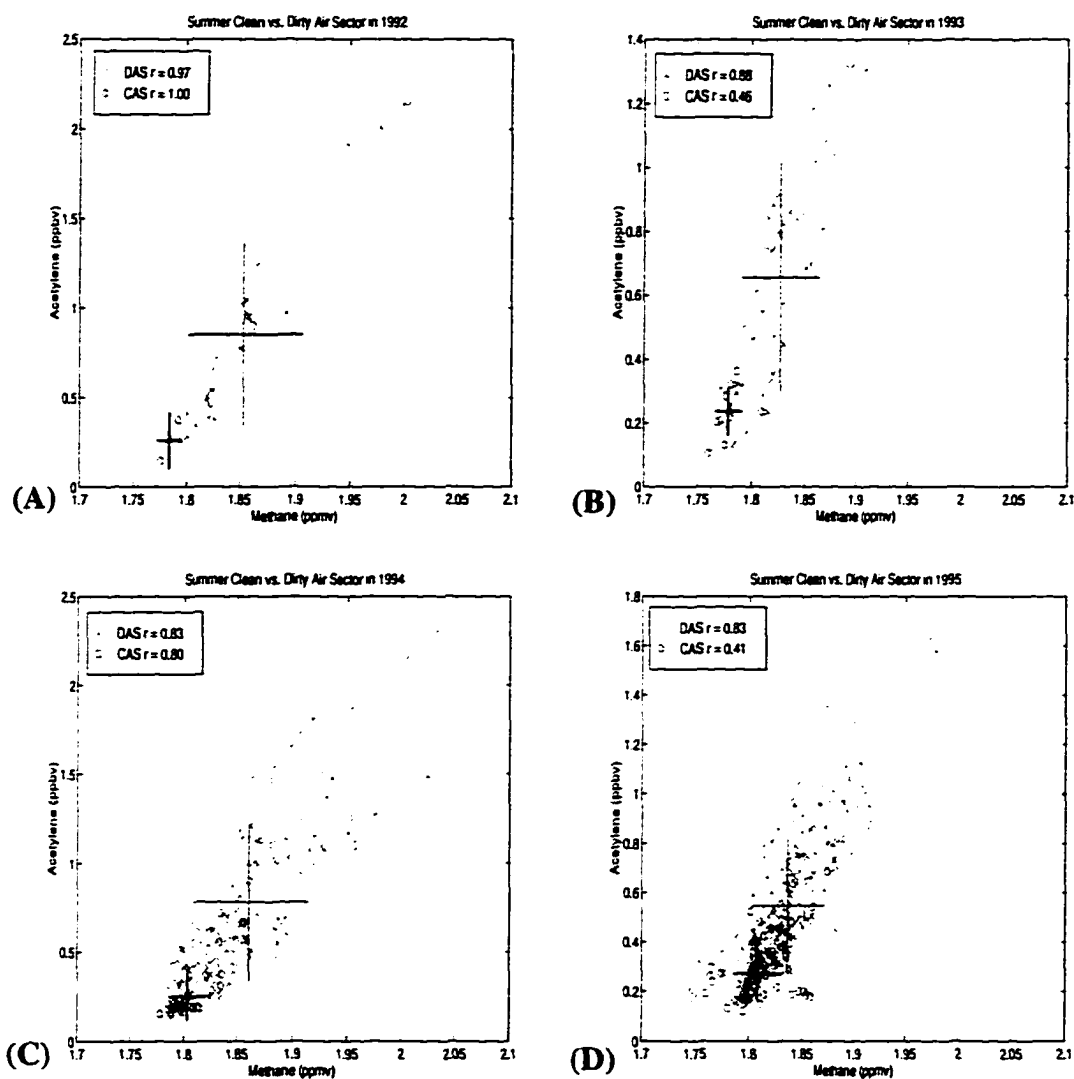 Summer Clean vs. Dirty Air Sector in 1992
2.5
2
1.5
1
0.5
0
Acetylene (ppbv)
DAS r = 0.97
CAS r = 1.00
1.7
1.8
1.85
1.9
1.95
2
2.05
2.1
Methane (ppmv)
(A)
Summer Clean vs. Dirty Air Sector in 1993
1.4
1.2
1
0.8
0.6
0.4
0.2
0
Acetylene (ppbv)
DAS r = 0.88
CAS r = 0.46
1.7
1.8
1.85
1.9
1.95
2
2.05
2.1
Methane (ppmv)
(B)
Summer Clean vs. Dirty Air Sector in 1994
2.5
2
1.5
1
0.5
0
Acetylene (ppbv)
DAS r = 0.83
CAS r = 0.80
1.7
1.8
1.85
1.9
1.95
2
2.05
2.1
Methane (ppmv)
(C)
Summer Clean vs. Dirty Air Sector in 1995
1.8
1.6
1.4
1.2
1
0.8
0.6
0.4
0.2
0
Acetylene (ppbv)
DAS r = 0.83
CAS r = 0.41
1.7
1.8
1.85
1.9
1.95
2
2.05
2.1
Methane (ppmv)
(D)